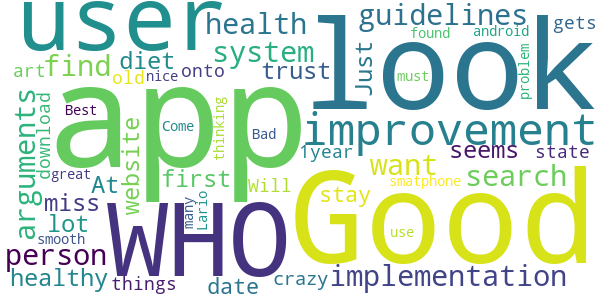 user
health
guidelines
gets
look
found
android
system
Just
problem
art
find
diet
onto
trust
old
nice
must
app
Best
Come
thinking
Bad
improvement
arguments
download
website
At
first
Will
1year
seems
state
want
search
smatphone
Good
miss
lot
great
many
Lario
stay
WHO
use
smooth
person
healthy
things
date
crazy
implementation